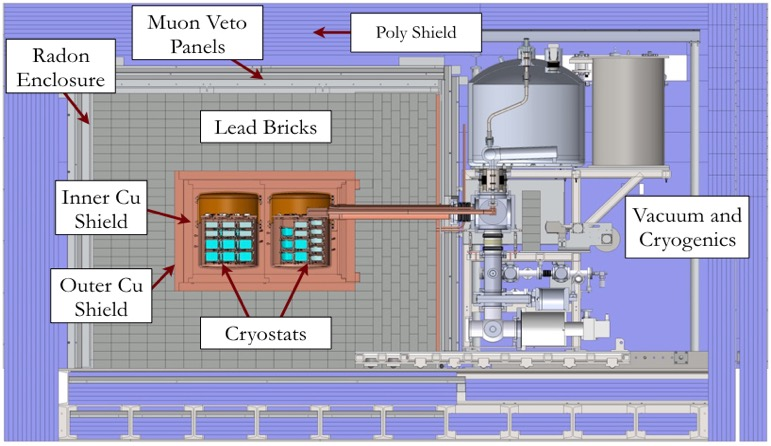 Muon Veto
Panels
Poly Shield
Radon
Enclosure
Lead Bricks
Inner Cu
Shield
Vacuum and
Cryogenics
Outer Cu
Shield
Cryostats